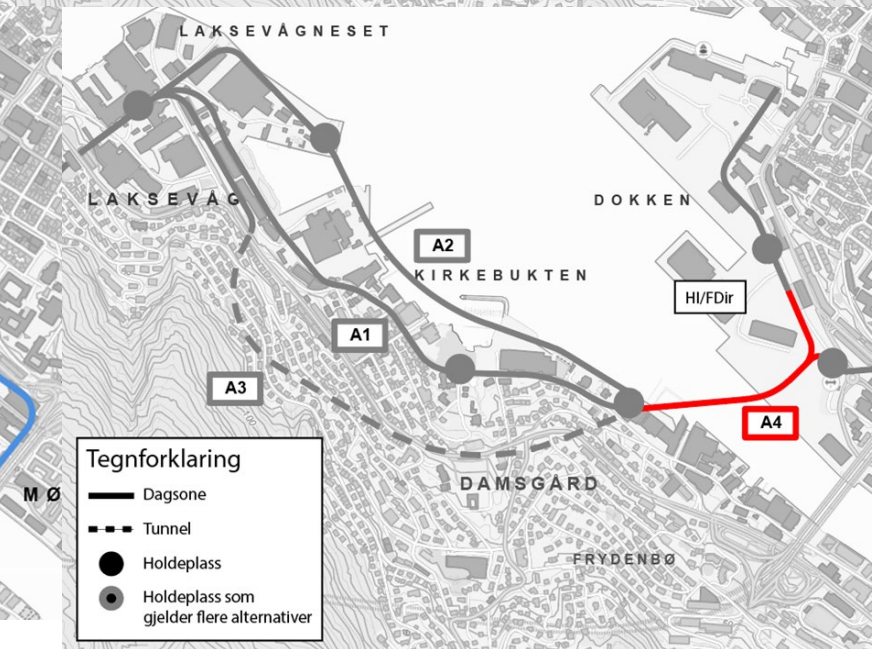 LAKSEVÅGNESET
LAKSEVÅG
DOKKEN
A2
KIRKEBUKTEN
HI/FDir
A1
A3
A4
DAMSGÅRD
FRYDENBØ
MØ
Tegnforklaring
Dagsone
Tunnel
Holdeplass
Holdeplass som
gjelder flere alternativer